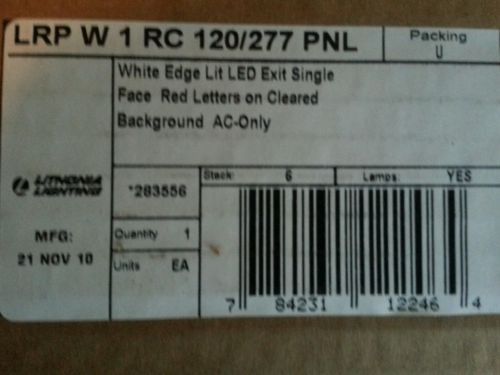 LRP W 1 RC 120/277 PNL
Packing
U
White Edge Lit LED Exit Single
Face Red Letters on Cleared
Background AC-Only
LITHONIA
LIGHTING
*283556
Stack: 6
Lamps: YES
MFG:
21 NOV 10
Quantity 1
Units EA
7 84231 12246 4